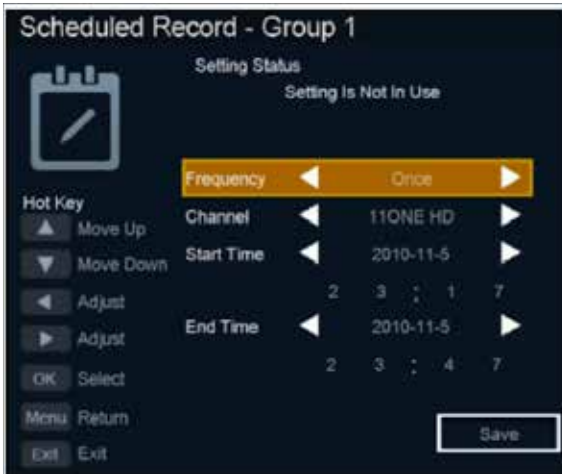 Scheduled Record - Group 1
Setting Status
Setting Is Not In Use
Frequency Once
Channel 11ONE HD
Start Time 2010-11-5
2 3 : 1 7
End Time 2010-11-5
2 3 : 4 7
Save
Hot Key
Move Up
Move Down
Adjust
Adjust
OK Select
Menu Return
Exit Exit